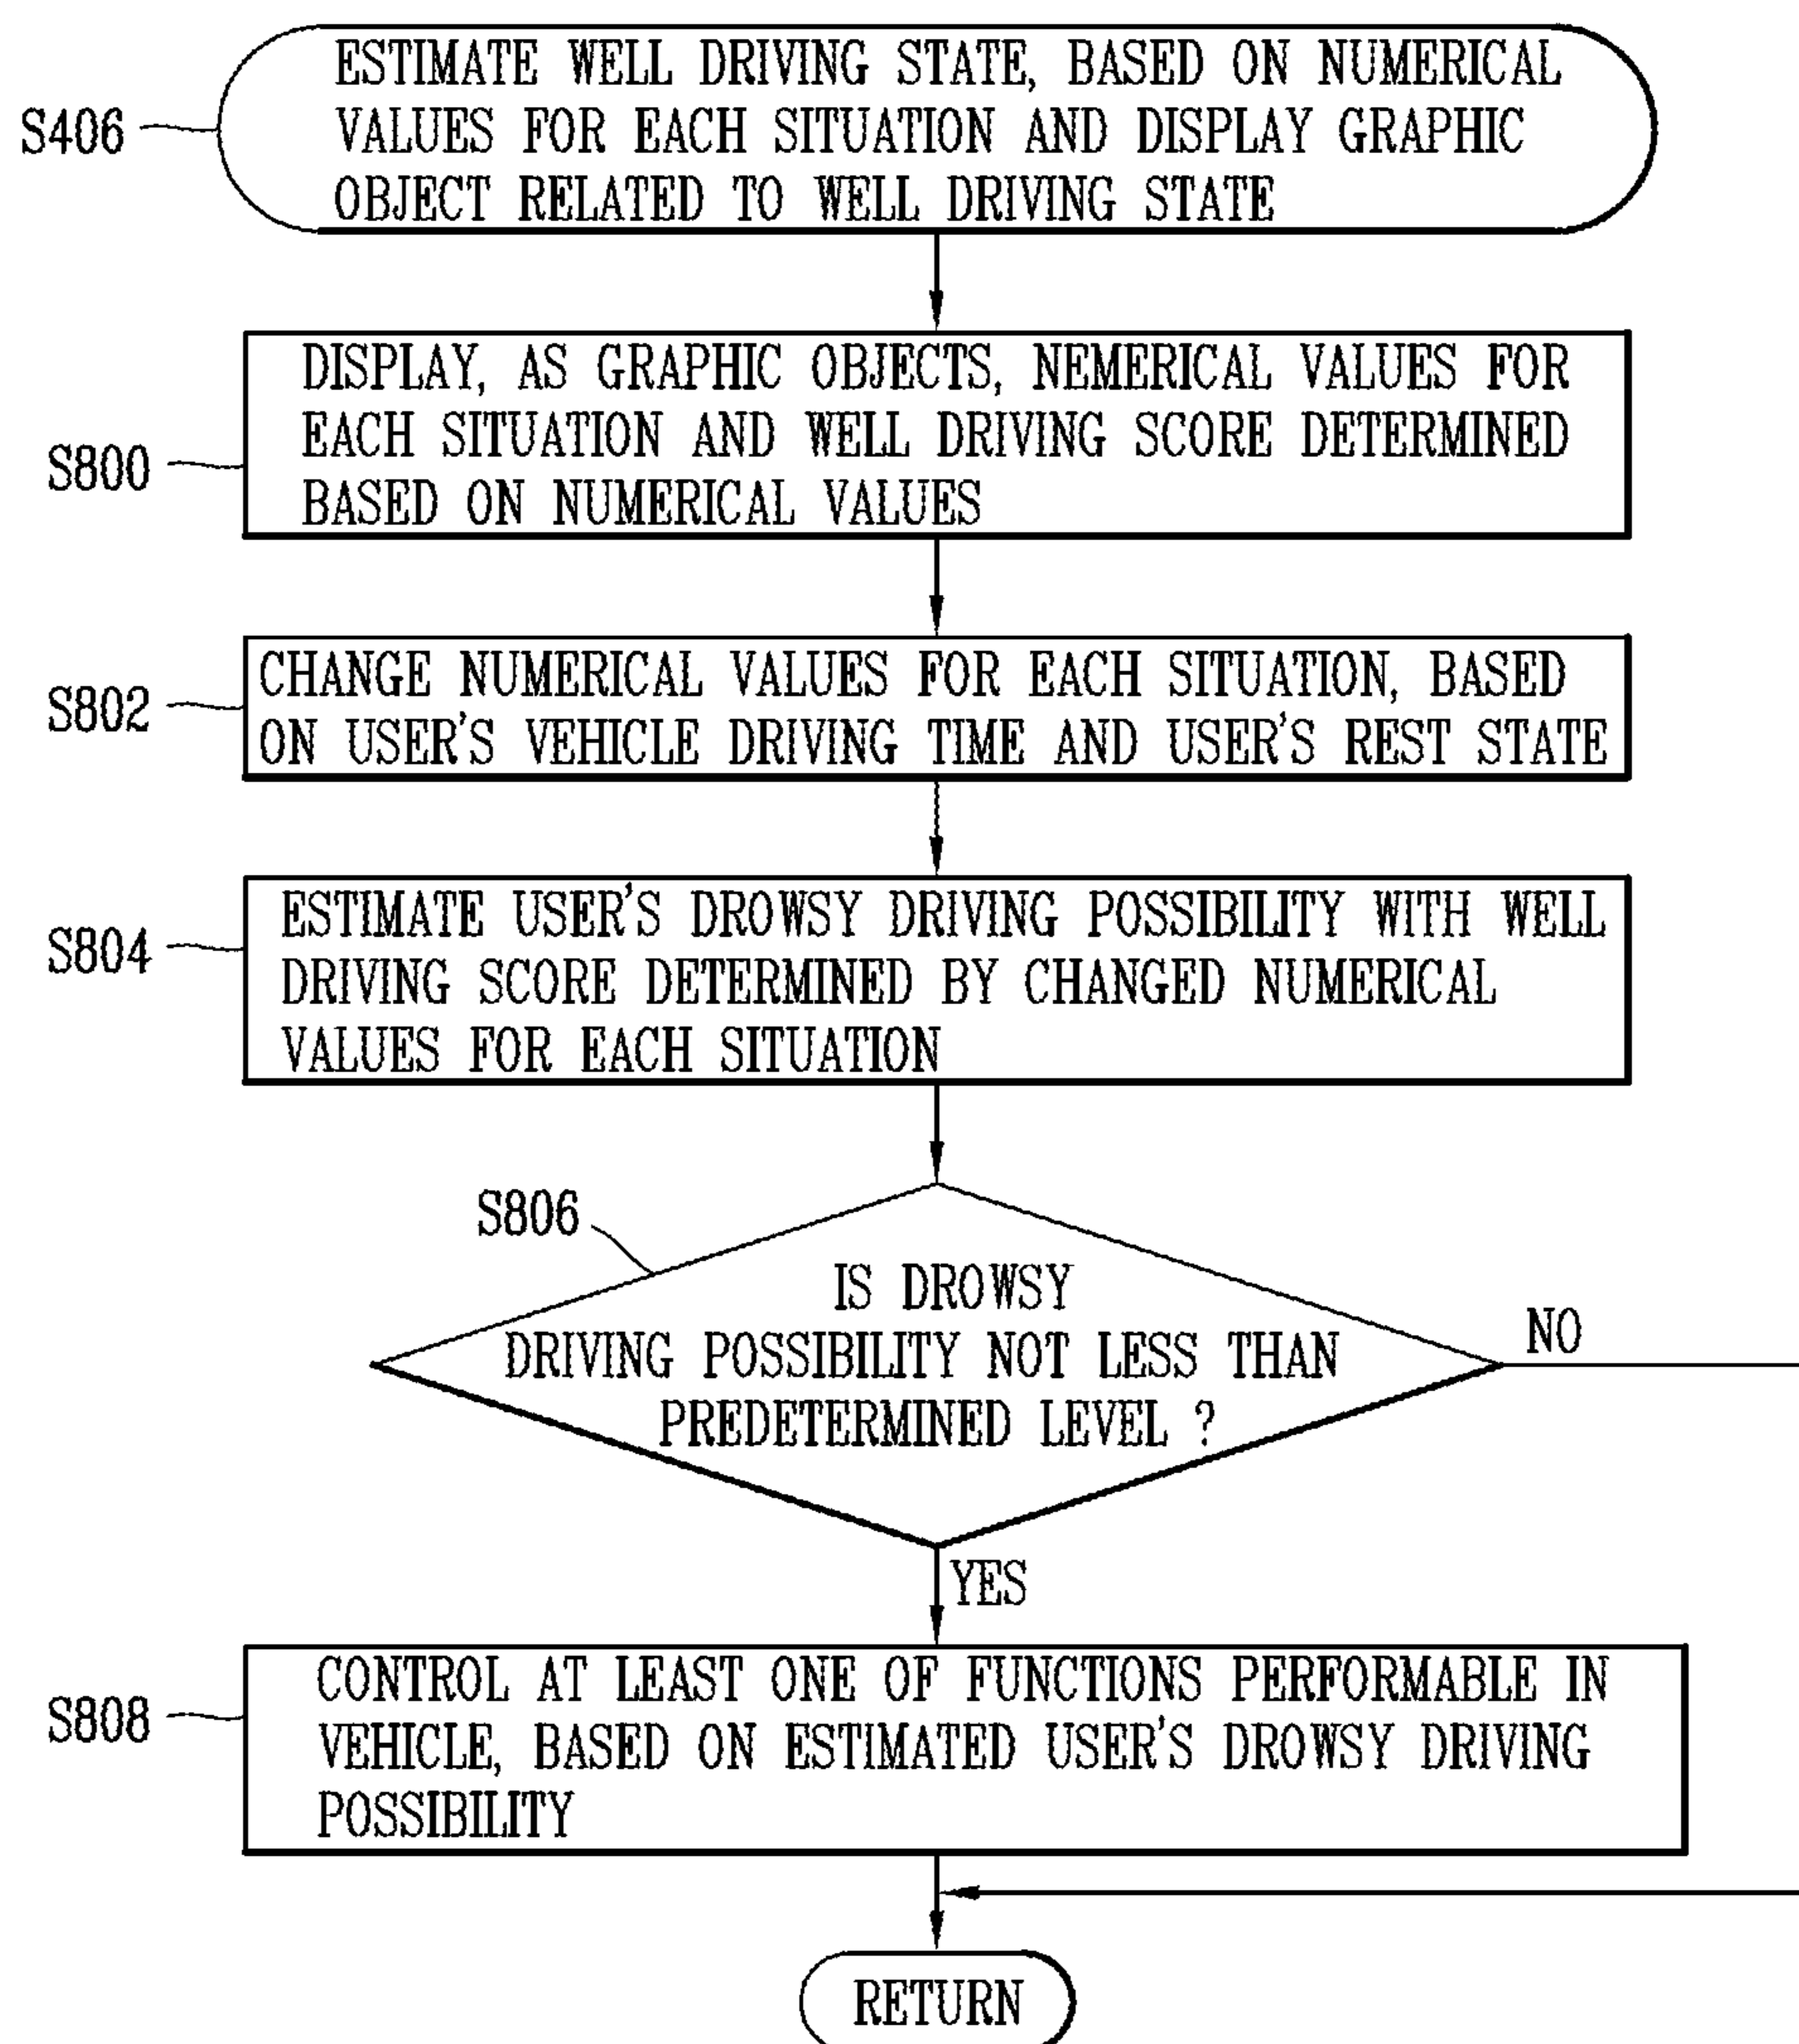 S406
ESTIMATE WELL DRIVING STATE, BASED ON NUMERICAL
VALUES FOR EACH SITUATION AND DISPLAY GRAPHIC
OBJECT RELATED TO WELL DRIVING STATE
S800
DISPLAY, AS GRAPHIC OBJECTS, NEMERICAL VALUES FOR
EACH SITUATION AND WELL DRIVING SCORE DETERMINED
BASED ON NUMERICAL VALUES
S802
CHANGE NUMERICAL VALUES FOR EACH SITUATION, BASED
ON USER'S VEHICLE DRIVING TIME AND USER'S REST STATE
S804
ESTIMATE USER'S DROWSY DRIVING POSSIBILITY WITH WELL
DRIVING SCORE DETERMINED BY CHANGED NUMERICAL
VALUES FOR EACH SITUATION
S806
IS DROWSY
DRIVING POSSIBILITY NOT LESS THAN
PREDETERMINED LEVEL ?
NO
YES
S808
CONTROL AT LEAST ONE OF FUNCTIONS PERFORMABLE IN
VEHICLE, BASED ON ESTIMATED USER'S DROWSY DRIVING
POSSIBILITY
RETURN